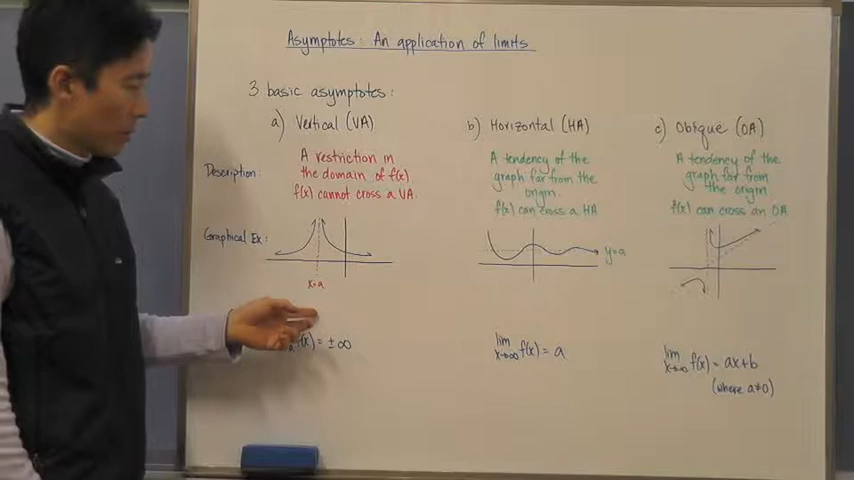 Asymptotes: An application of limits
3 basic asymptotes:
a) Vertical (VA)
b) Horizontal (HA)
c) Oblique (OA)
Description:
A restriction in
the domain of f(x).
f(x) cannot cross a VA.
A tendency of the
graph far from the
origin.
f(x) can cross a HA
A tendency of the
graph far from
the origin
f(x) can cross an OA
Graphical Ex:
x=a
y=a
f(x) = ±∞
lim f(x) = a
x→∞
lim f(x) = ax+b
x→∞
(where a≠0)